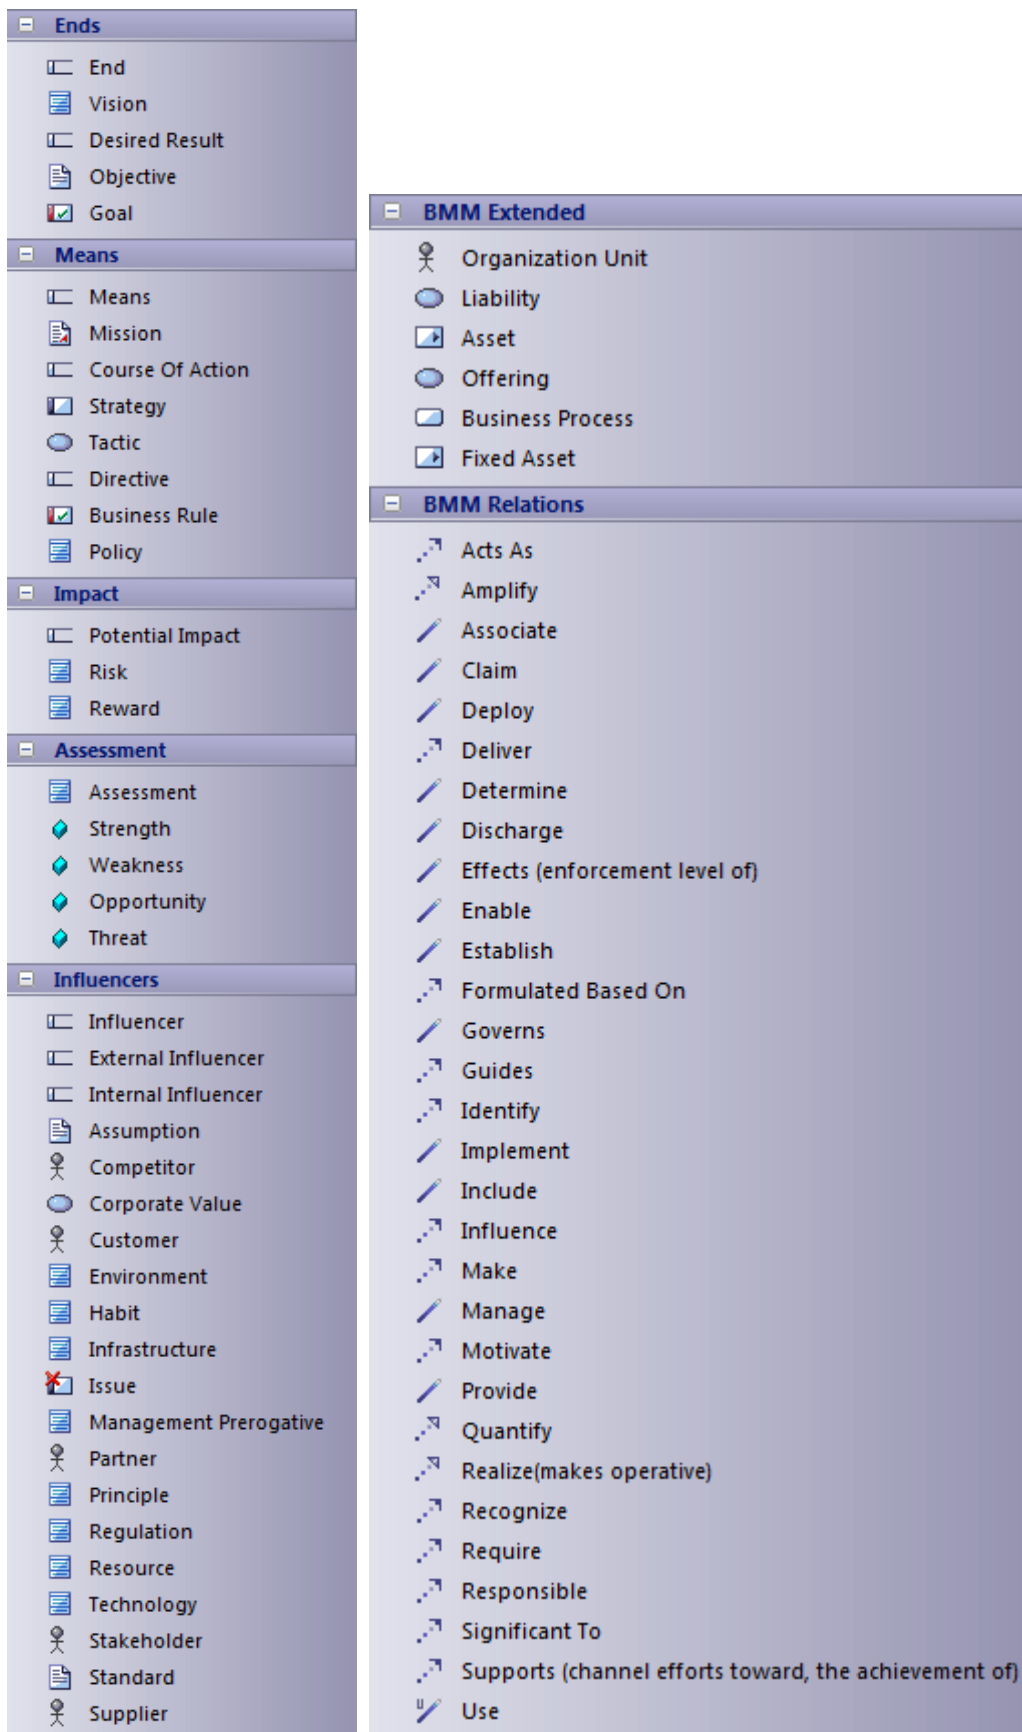 Ends
End
Vision
Desired Result
Objective
Goal
Means
Means
Mission
Course Of Action
Strategy
Tactic
Directive
Business Rule
Policy
Impact
Potential Impact
Risk
Reward
Assessment
Assessment
Strength
Weakness
Opportunity
Threat
Influencers
Influencer
External Influencer
Internal Influencer
Assumption
Competitor
Corporate Value
Customer
Environment
Habit
Infrastructure
Issue
Management Prerogative
Partner
Principle
Regulation
Resource
Technology
Stakeholder
Standard
Supplier
BMM Extended
Organization Unit
Liability
Asset
Offering
Business Process
Fixed Asset
BMM Relations
Acts As
Amplify
Associate
Claim
Deploy
Deliver
Determine
Discharge
Effects (enforcement level of)
Enable
Establish
Formulated Based On
Governs
Guides
Identify
Implement
Include
Influence
Make
Manage
Motivate
Provide
Quantify
Realize(makes operative)
Recognize
Require
Responsible
Significant To
Supports (channel efforts toward, the achievement of)
Use